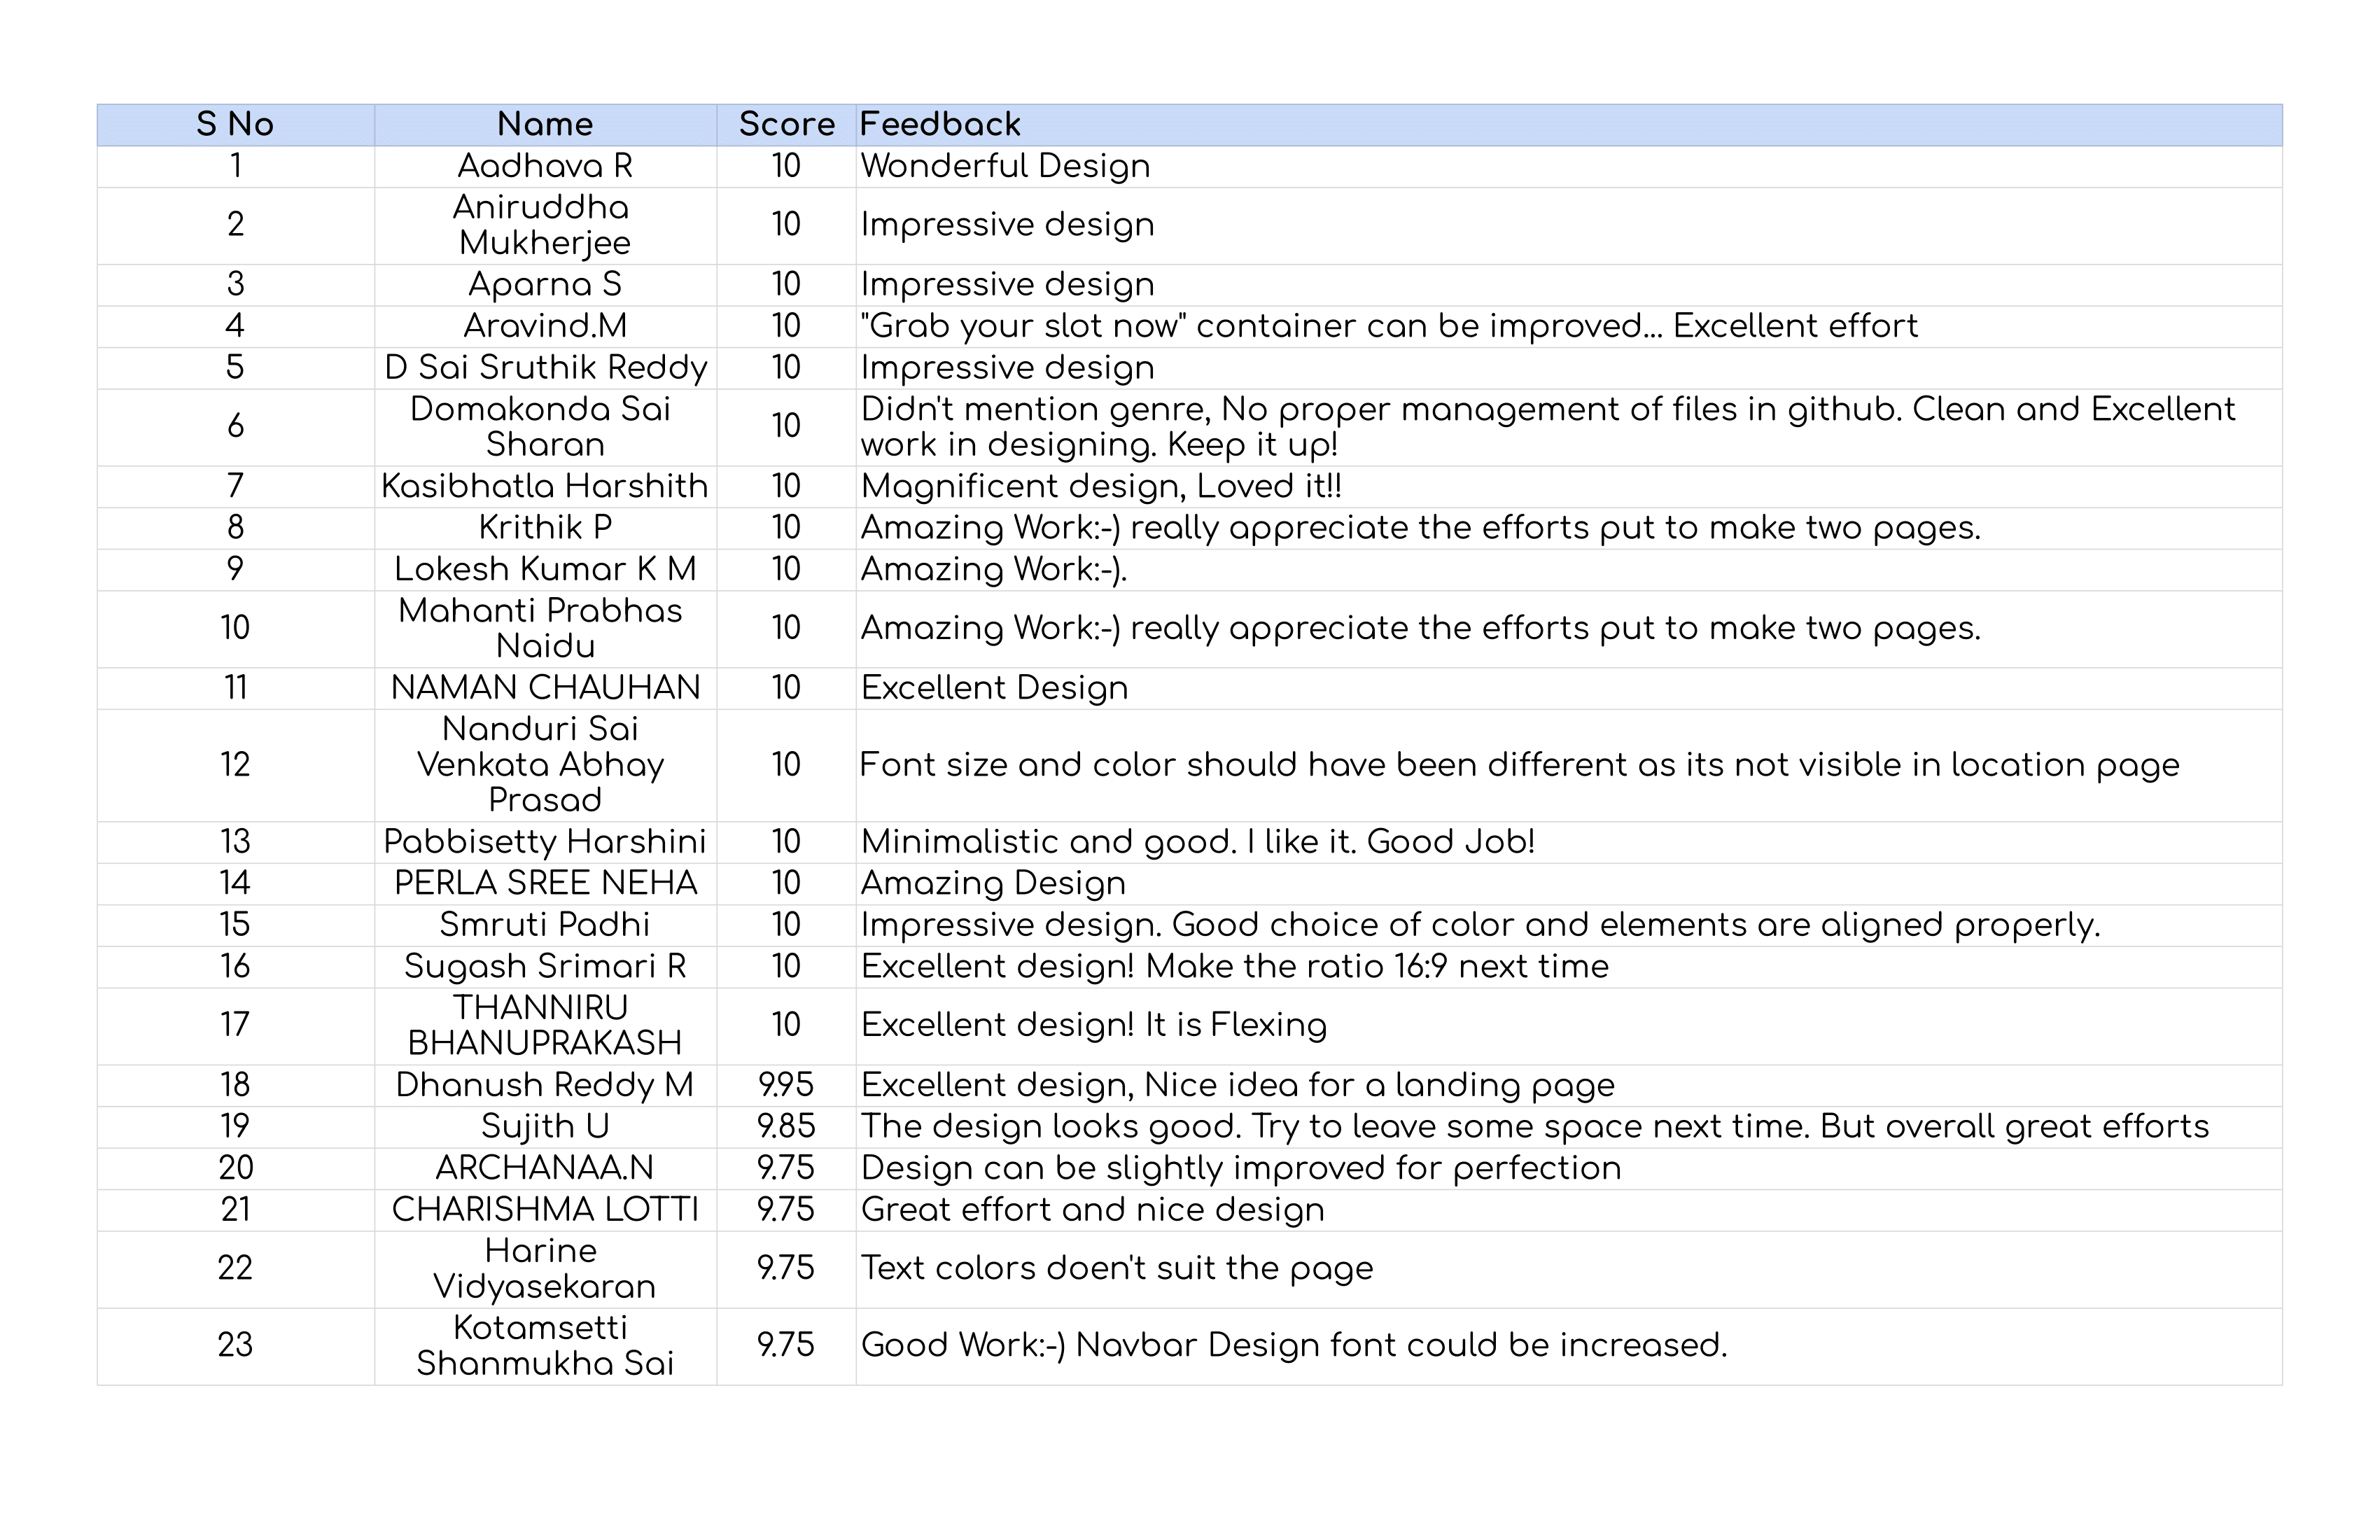 S No Name Score Feedback
1 Aadhava R 10 Wonderful Design
2 Aniruddha Mukherjee 10 Impressive design
3 Aparna S 10 Impressive design
4 Aravind.M 10 "Grab your slot now" container can be improved... Excellent effort
5 D Sai Sruthik Reddy 10 Impressive design
6 Domakonda Sai Sharan 10 Didn't mention genre, No proper management of files in github. Clean and Excellent
work in designing. Keep it up!
7 Kasibhatla Harshith 10 Magnificent design, Loved it!!
8 Krithik P 10 Amazing Work:-) really appreciate the efforts put to make two pages.
9 Lokesh Kumar K M 10 Amazing Work:-).
10 Mahanti Prabhas Naidu 10 Amazing Work:-) really appreciate the efforts put to make two pages.
11 NAMAN CHAUHAN 10 Excellent Design
12 Nanduri Sai Venkata Abhay Prasad 10 Font size and color should have been different as its not visible in location page
13 Pabbisetty Harshini 10 Minimalistic and good. I like it. Good Job!
14 PERLA SREE NEHA 10 Amazing Design
15 Smruti Padhi 10 Impressive design. Good choice of color and elements are aligned properly.
16 Sugash Srimari R 10 Excellent design! Make the ratio 16:9 next time
17 THANNIRU BHANUPRAKASH 10 Excellent design! It is Flexing
18 Dhanush Reddy M 9.95 Excellent design, Nice idea for a landing page
19 Sujith U 9.85 The design looks good. Try to leave some space next time. But overall great efforts
20 ARCHANAA.N 9.75 Design can be slightly improved for perfection
21 CHARISHMA LOTTI 9.75 Great effort and nice design
22 Harine Vidyasekaran 9.75 Text colors doen't suit the page
23 Kotamsetti Shanmukha Sai 9.75 Good Work:-) Navbar Design font could be increased.